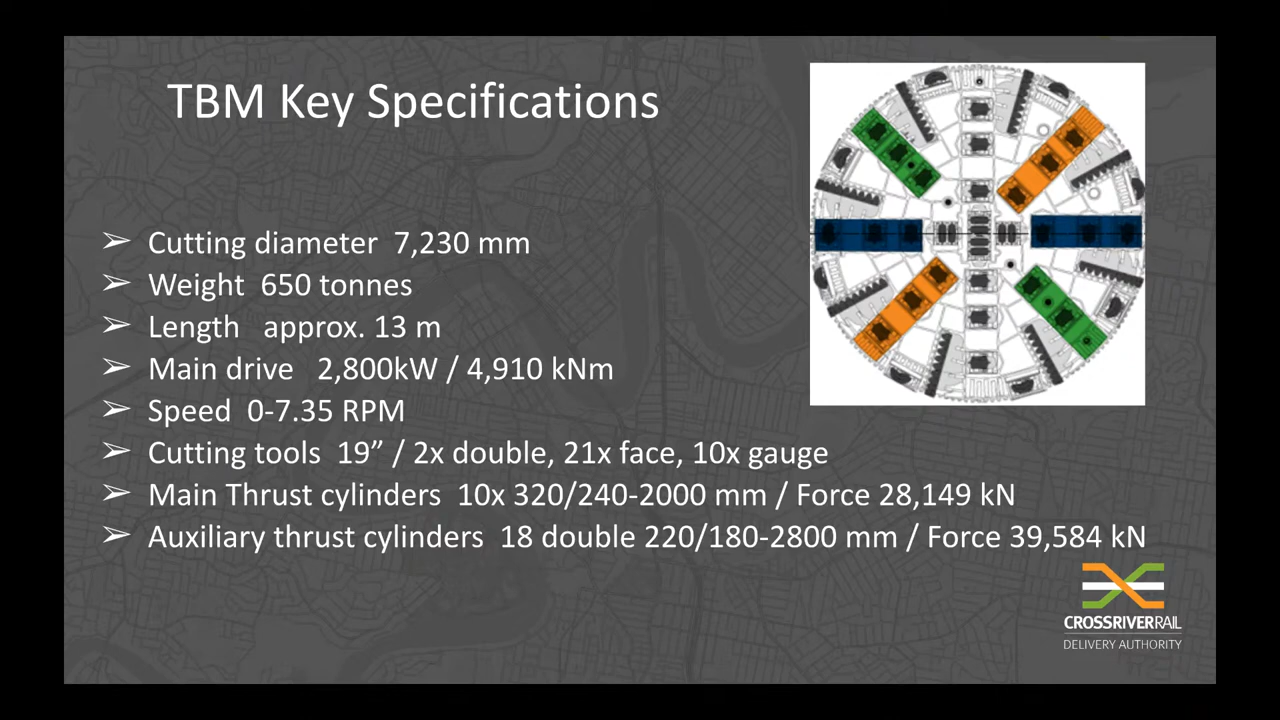 TBM Key Specifications
➢ Cutting diameter 7,230 mm
➢ Weight 650 tonnes
➢ Length approx. 13 m
➢ Main drive 2,800kW / 4,910 kNm
➢ Speed 0-7.35 RPM
➢ Cutting tools 19” / 2x double, 21x face, 10x gauge
➢ Main Thrust cylinders 10x 320/240-2000 mm / Force 28,149 kN
➢ Auxiliary thrust cylinders 18 double 220/180-2800 mm / Force 39,584 kN
CROSSRIVERRAIL
DELIVERY AUTHORITY